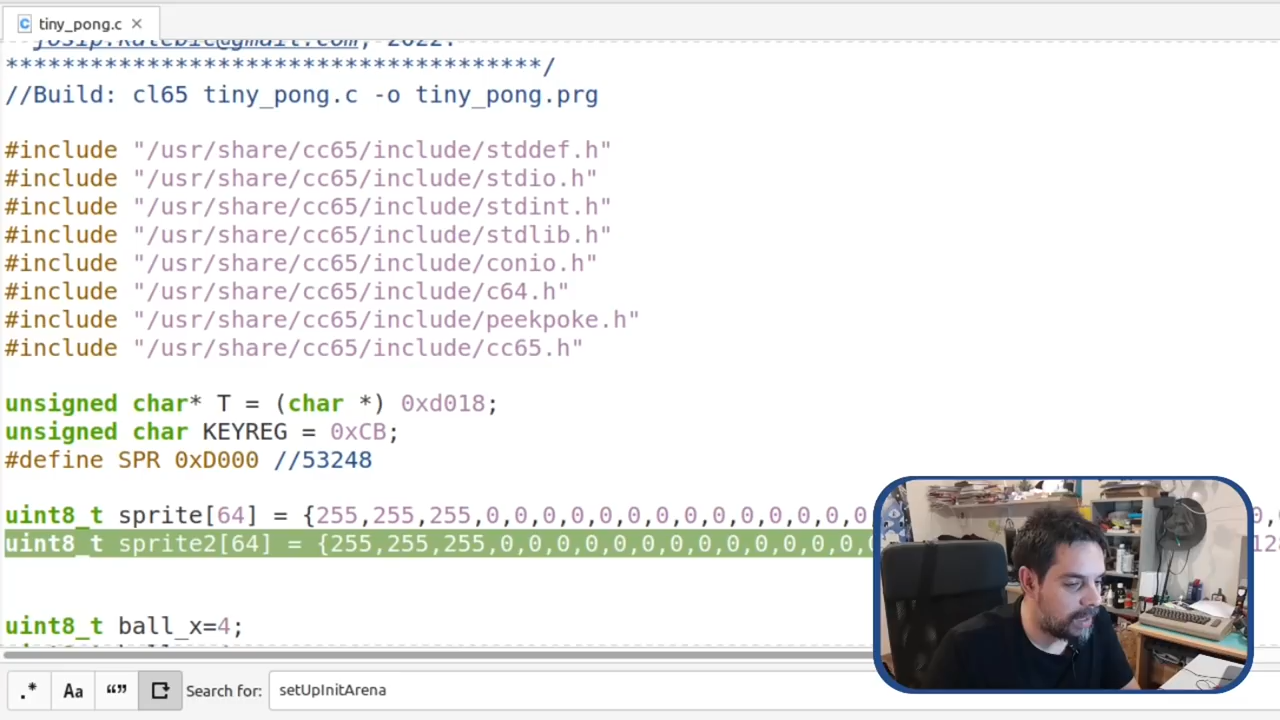 tiny_pong.c
josip.kalebic@gmail.com, 2022.
**************************************/
//Build: cl65 tiny_pong.c -o tiny_pong.prg
#include "/usr/share/cc65/include/stddef.h"
#include "/usr/share/cc65/include/stdio.h"
#include "/usr/share/cc65/include/stdint.h"
#include "/usr/share/cc65/include/stdlib.h"
#include "/usr/share/cc65/include/conio.h"
#include "/usr/share/cc65/include/c64.h"
#include "/usr/share/cc65/include/peekpoke.h"
#include "/usr/share/cc65/include/cc65.h"
unsigned char* T = (char *) 0xd018;
unsigned char KEYREG = 0xCB;
#define SPR 0xD000 //53248
uint8_t sprite[64] = {255,255,255,0,0,0,0,0,0,0,0,0,0,0,0,0,0
uint8_t sprite2[64] = {255,255,255,0,0,0,0,0,0,0,0,0,0,0,0,0,
uint8_t ball_x=4;
.* Aa “” Search for: setUpInitArena